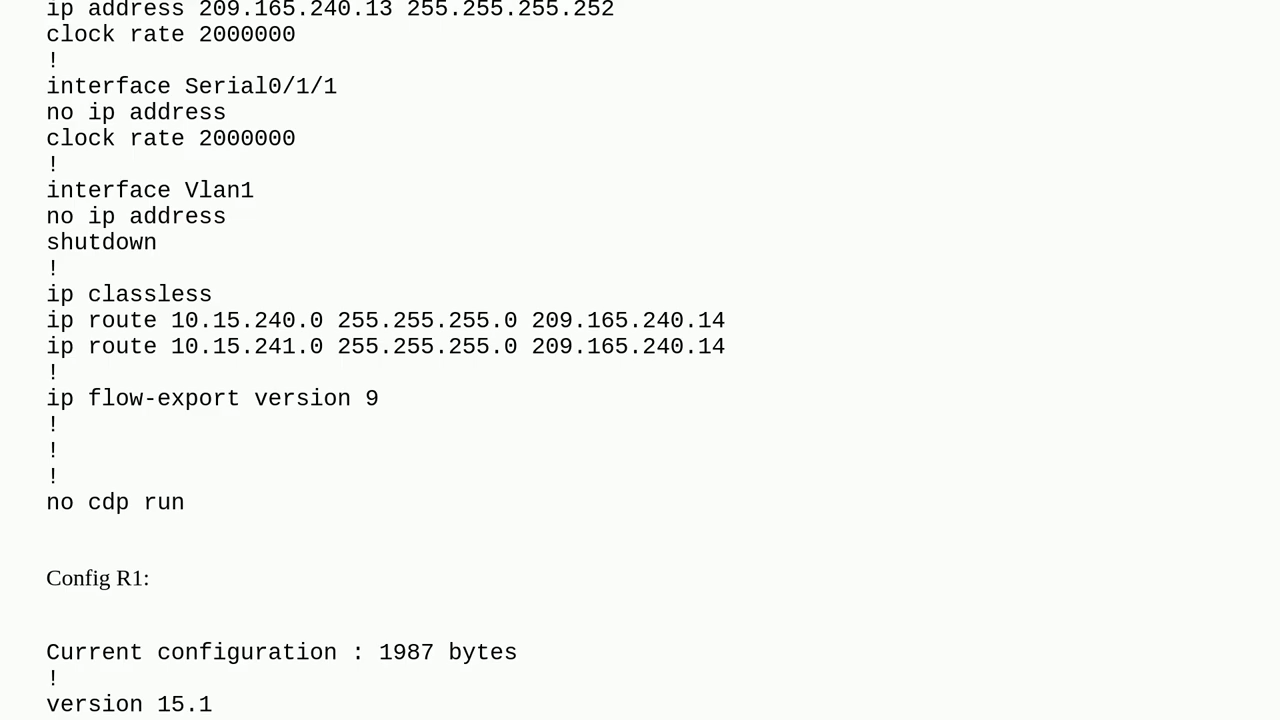 ip address 209.165.240.13 255.255.255.252
clock rate 2000000
!
interface Serial0/1/1
no ip address
clock rate 2000000
!
interface Vlan1
no ip address
shutdown
!
ip classless
ip route 10.15.240.0 255.255.255.0 209.165.240.14
ip route 10.15.241.0 255.255.255.0 209.165.240.14
!
ip flow-export version 9
!
!
!
no cdp run
Config R1:
Current configuration : 1987 bytes
!
version 15.1